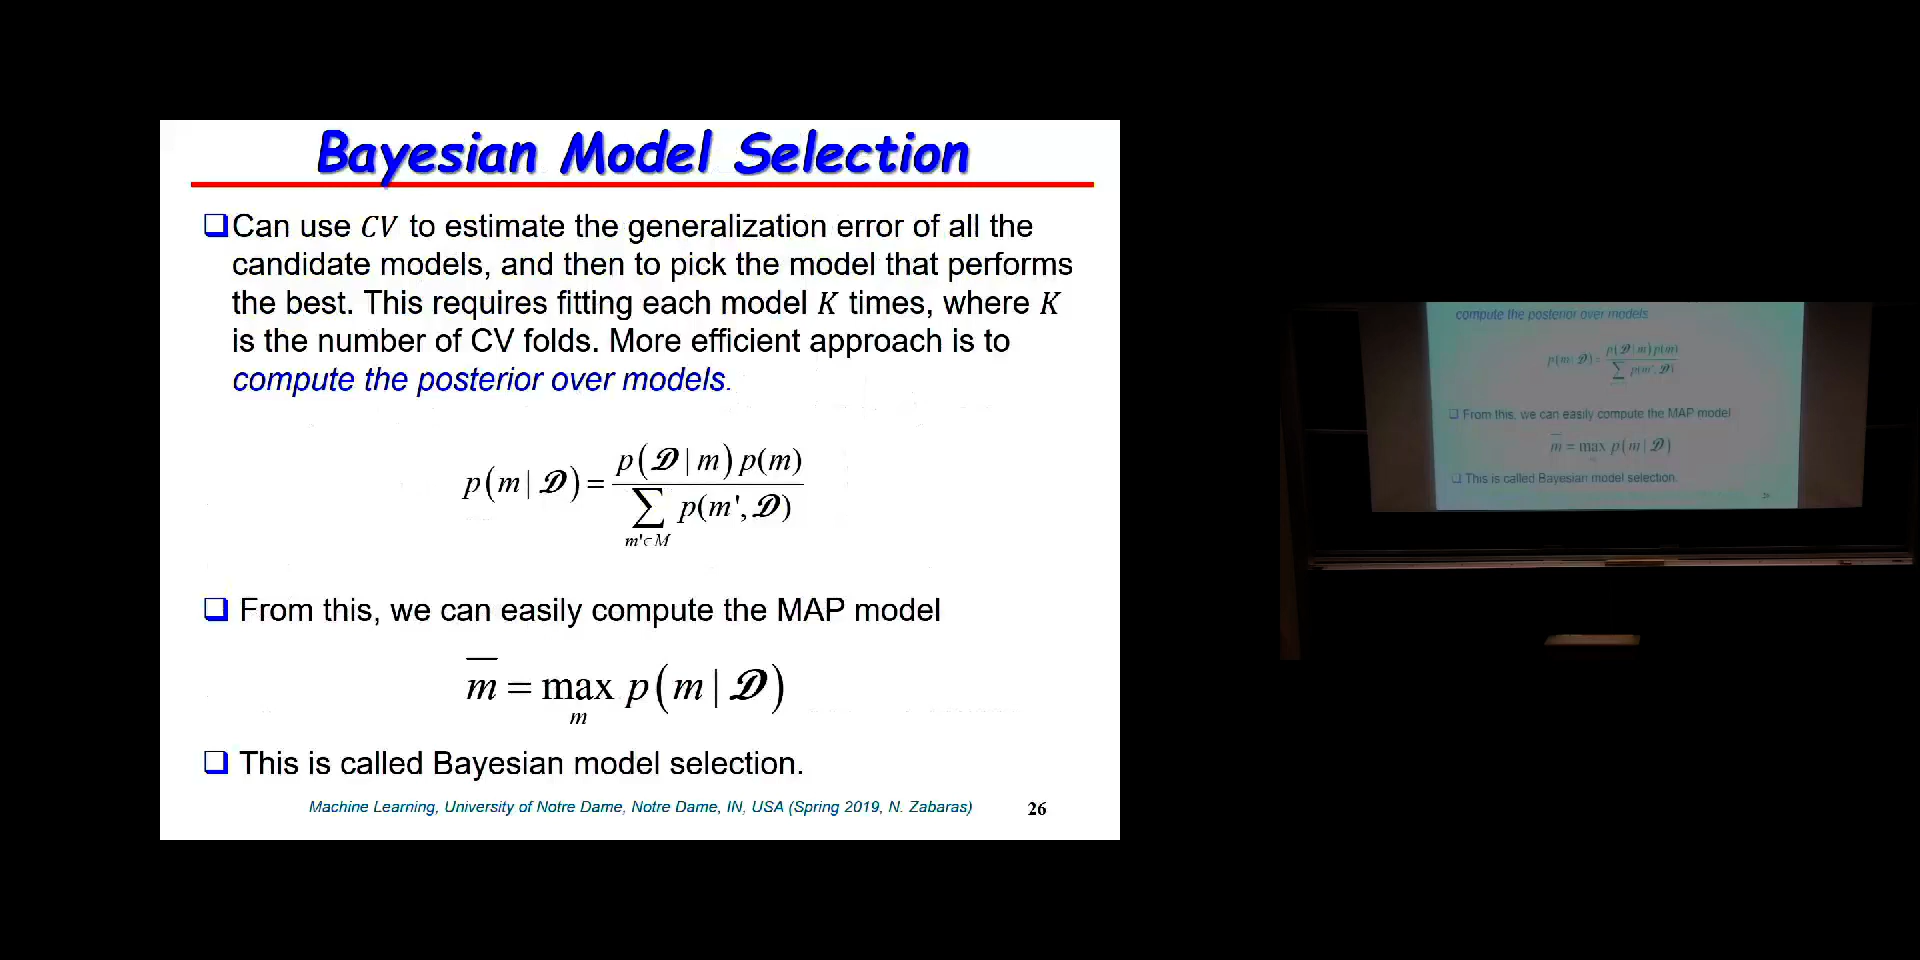 Bayesian Model Selection
❑Can use CV to estimate the generalization error of all the
candidate models, and then to pick the model that performs
the best. This requires fitting each model K times, where K
is the number of CV folds. More efficient approach is to
compute the posterior over models.
p(m | 𝒟) = p(𝒟 | m) p(m) / ∑ m'⊂M p(m', 𝒟)
❑ From this, we can easily compute the MAP model
m̅ = max m p(m | 𝒟)
❑ This is called Bayesian model selection.
Machine Learning, University of Notre Dame, Notre Dame, IN, USA (Spring 2019, N. Zabaras) 26
compute the posterior over models
p(m | 𝒟) = p(𝒟 | m) p(m) / ∑ p(m', 𝒟)
❑ From this, we can easily compute the MAP model
m̅ = max p(m | 𝒟)
❑ This is called Bayesian model selection.